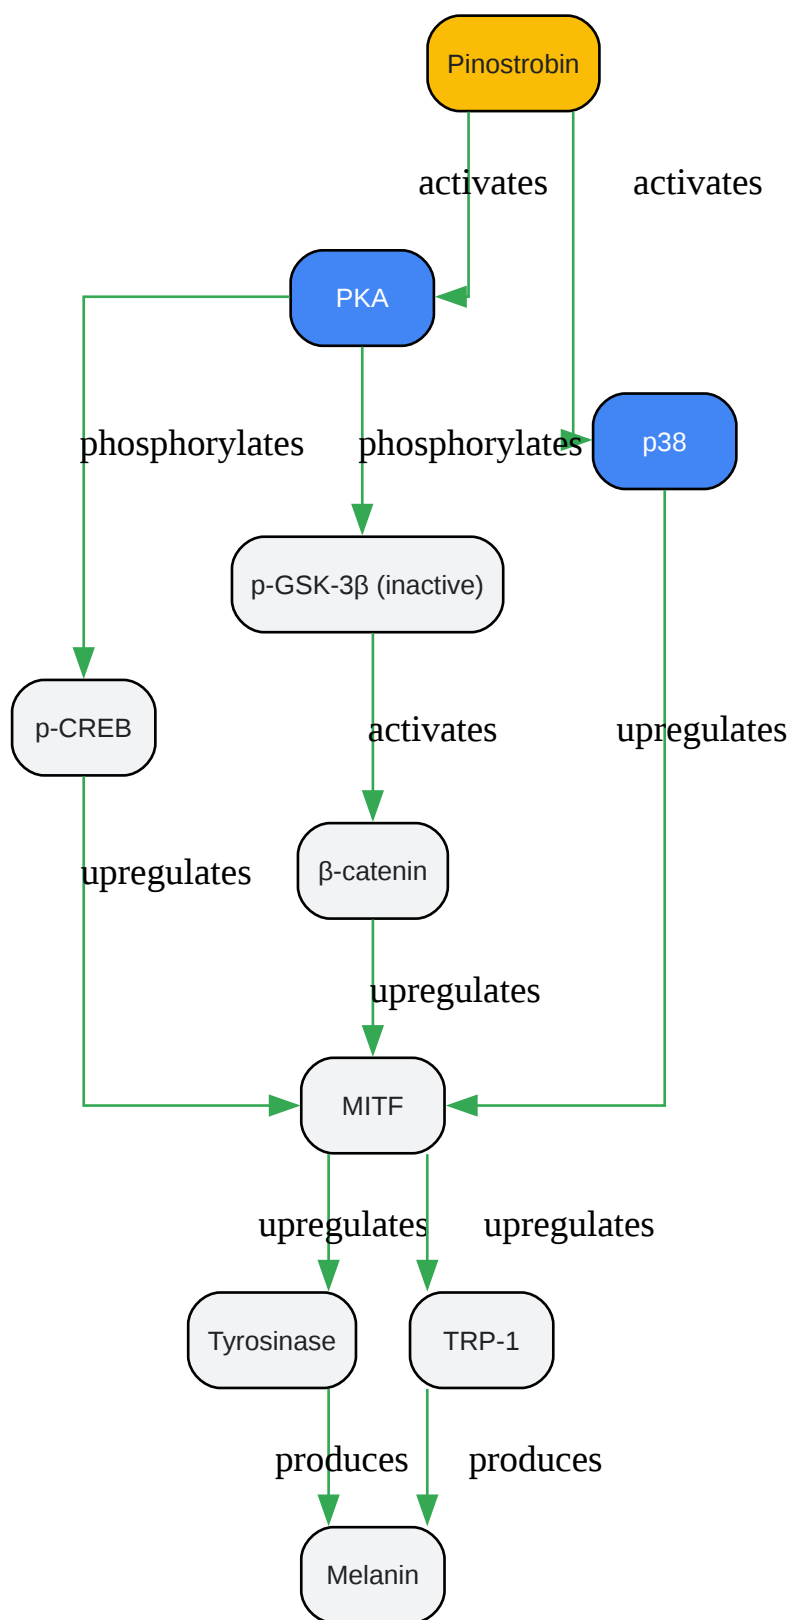 Pinostrobin
activates
activates
PKA
phosphorylates
phosphorylates
p38
p-GSK-3β (inactive)
p-CREB
activates
upregulates
upregulates
β-catenin
upregulates
MITF
upregulates
upregulates
Tyrosinase
TRP-1
produces
produces
Melanin